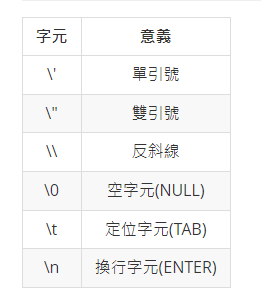 字元 意義
\' 單引號
\" 雙引號
\\ 反斜線
\0 空字元(NULL)
\t 定位字元(TAB)
\n 換行字元(ENTER)